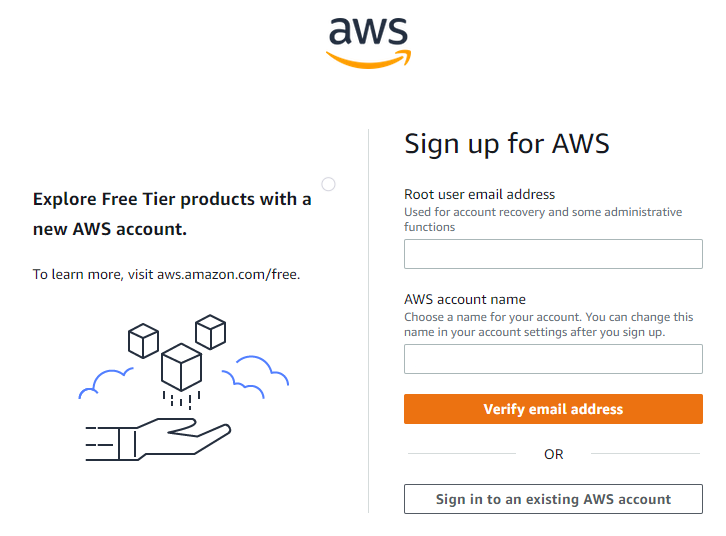 aws
Explore Free Tier products with a
new AWS account.
To learn more, visit aws.amazon.com/free.
Sign up for AWS
Root user email address
Used for account recovery and some administrative
functions
AWS account name
Choose a name for your account. You can change this
name in your account settings after you sign up.
Verify email address
OR
Sign in to an existing AWS account